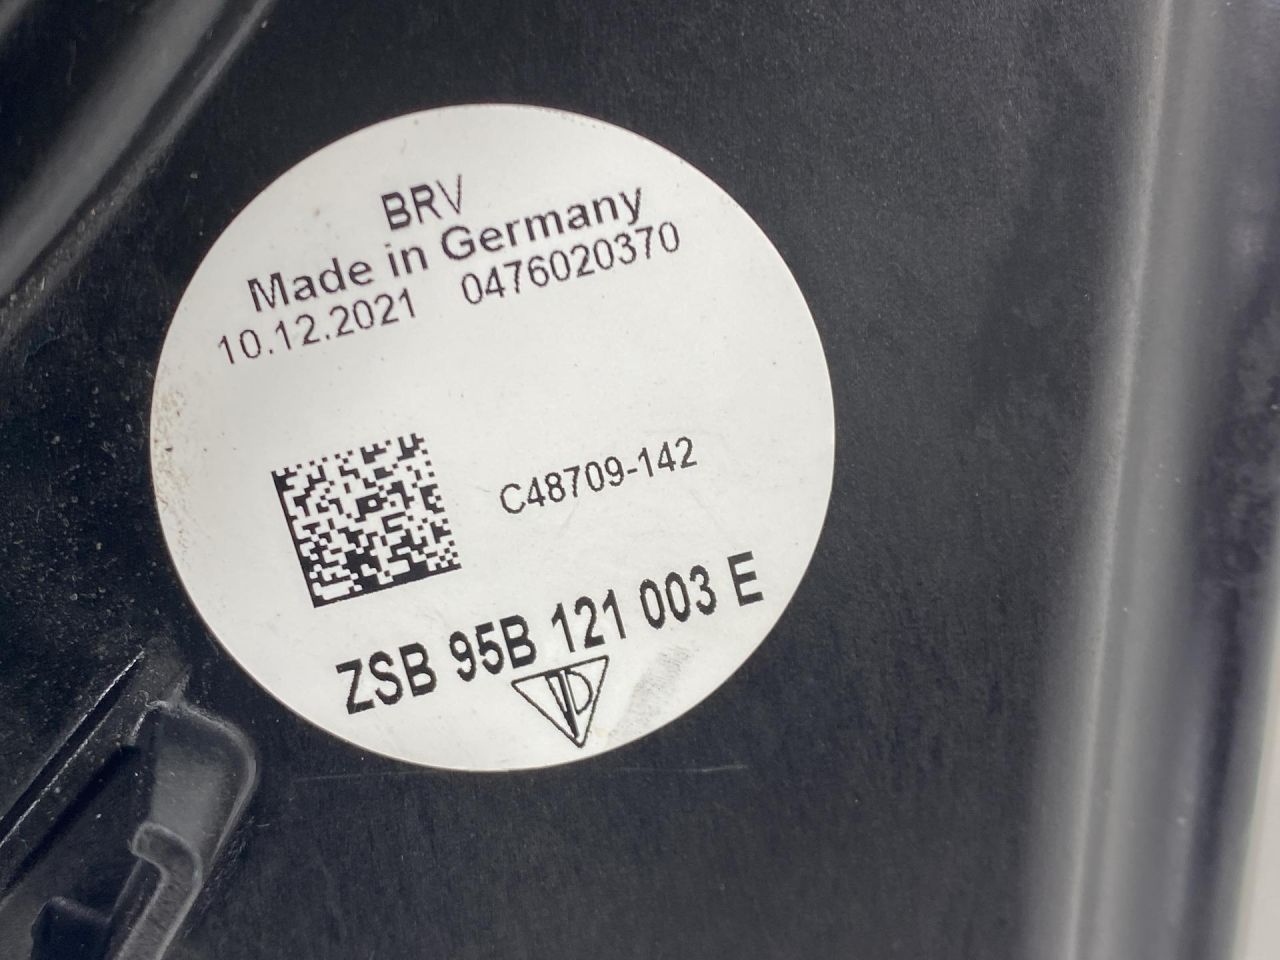 BRV
Made in Germany
10.12.2021 0476020370
C48709-142
ZSB 95B 121 003 E